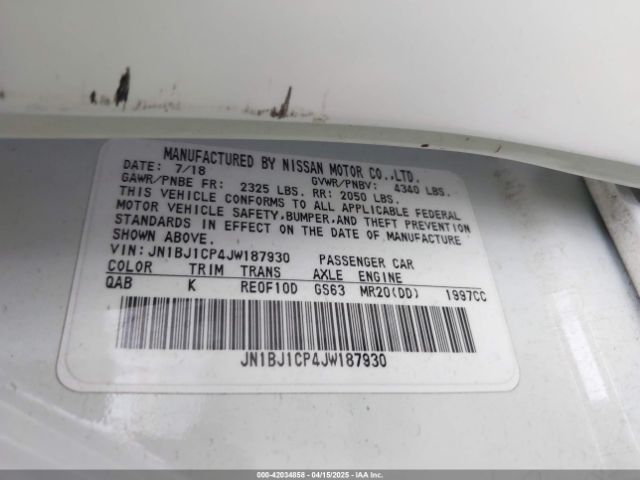 MANUFACTURED BY NISSAN MOTOR CO.,LTD.
DATE: 7/18 GVWR/PNBV: 4340 LBS.
GAWR/PNBE FR: 2325 LBS. RR: 2050 LBS.
THIS VEHICLE CONFORMS TO ALL APPLICABLE FEDERAL
MOTOR VEHICLE SAFETY,BUMPER,AND THEFT PREVENTION
STANDARDS IN EFFECT ON THE DATE OF MANUFACTURE
SHOWN ABOVE.
VIN: JN1BJ1CP4JW187930 PASSENGER CAR
COLOR TRIM TRANS AXLE ENGINE
QAB K RE0F10D GS63 MR20(DD) 1997CC
JN1BJ1CP4JW187930
000-42034858 - 04/15/2025 - IAA Inc.